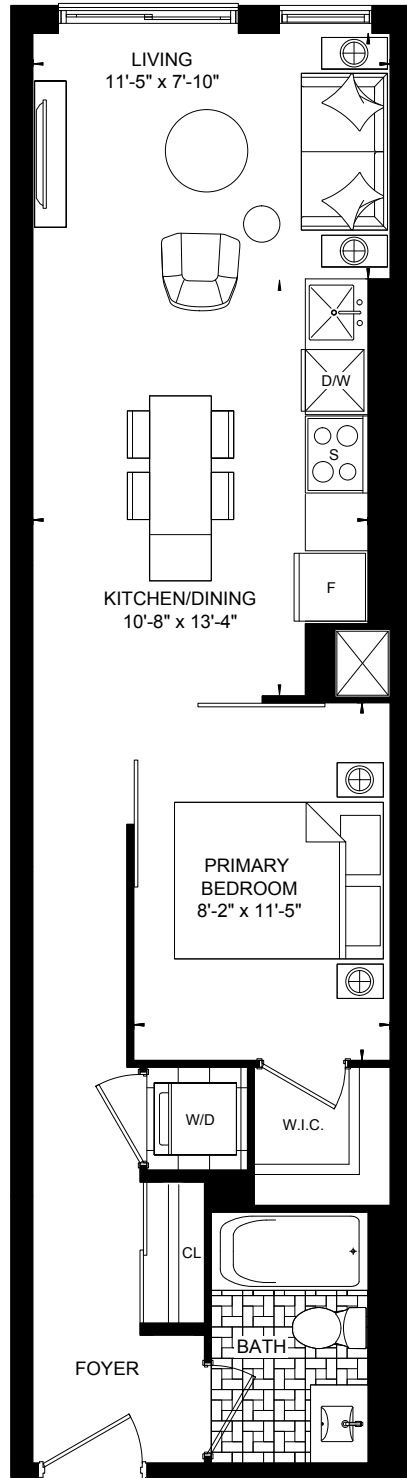 LIVING
11'-5" x 7'-10"
D/W
S
F
KITCHEN/DINING
10'-8" x 13'-4"
PRIMARY
BEDROOM
8'-2" x 11'-5"
W/D
W.I.C.
CL
BATH
FOYER